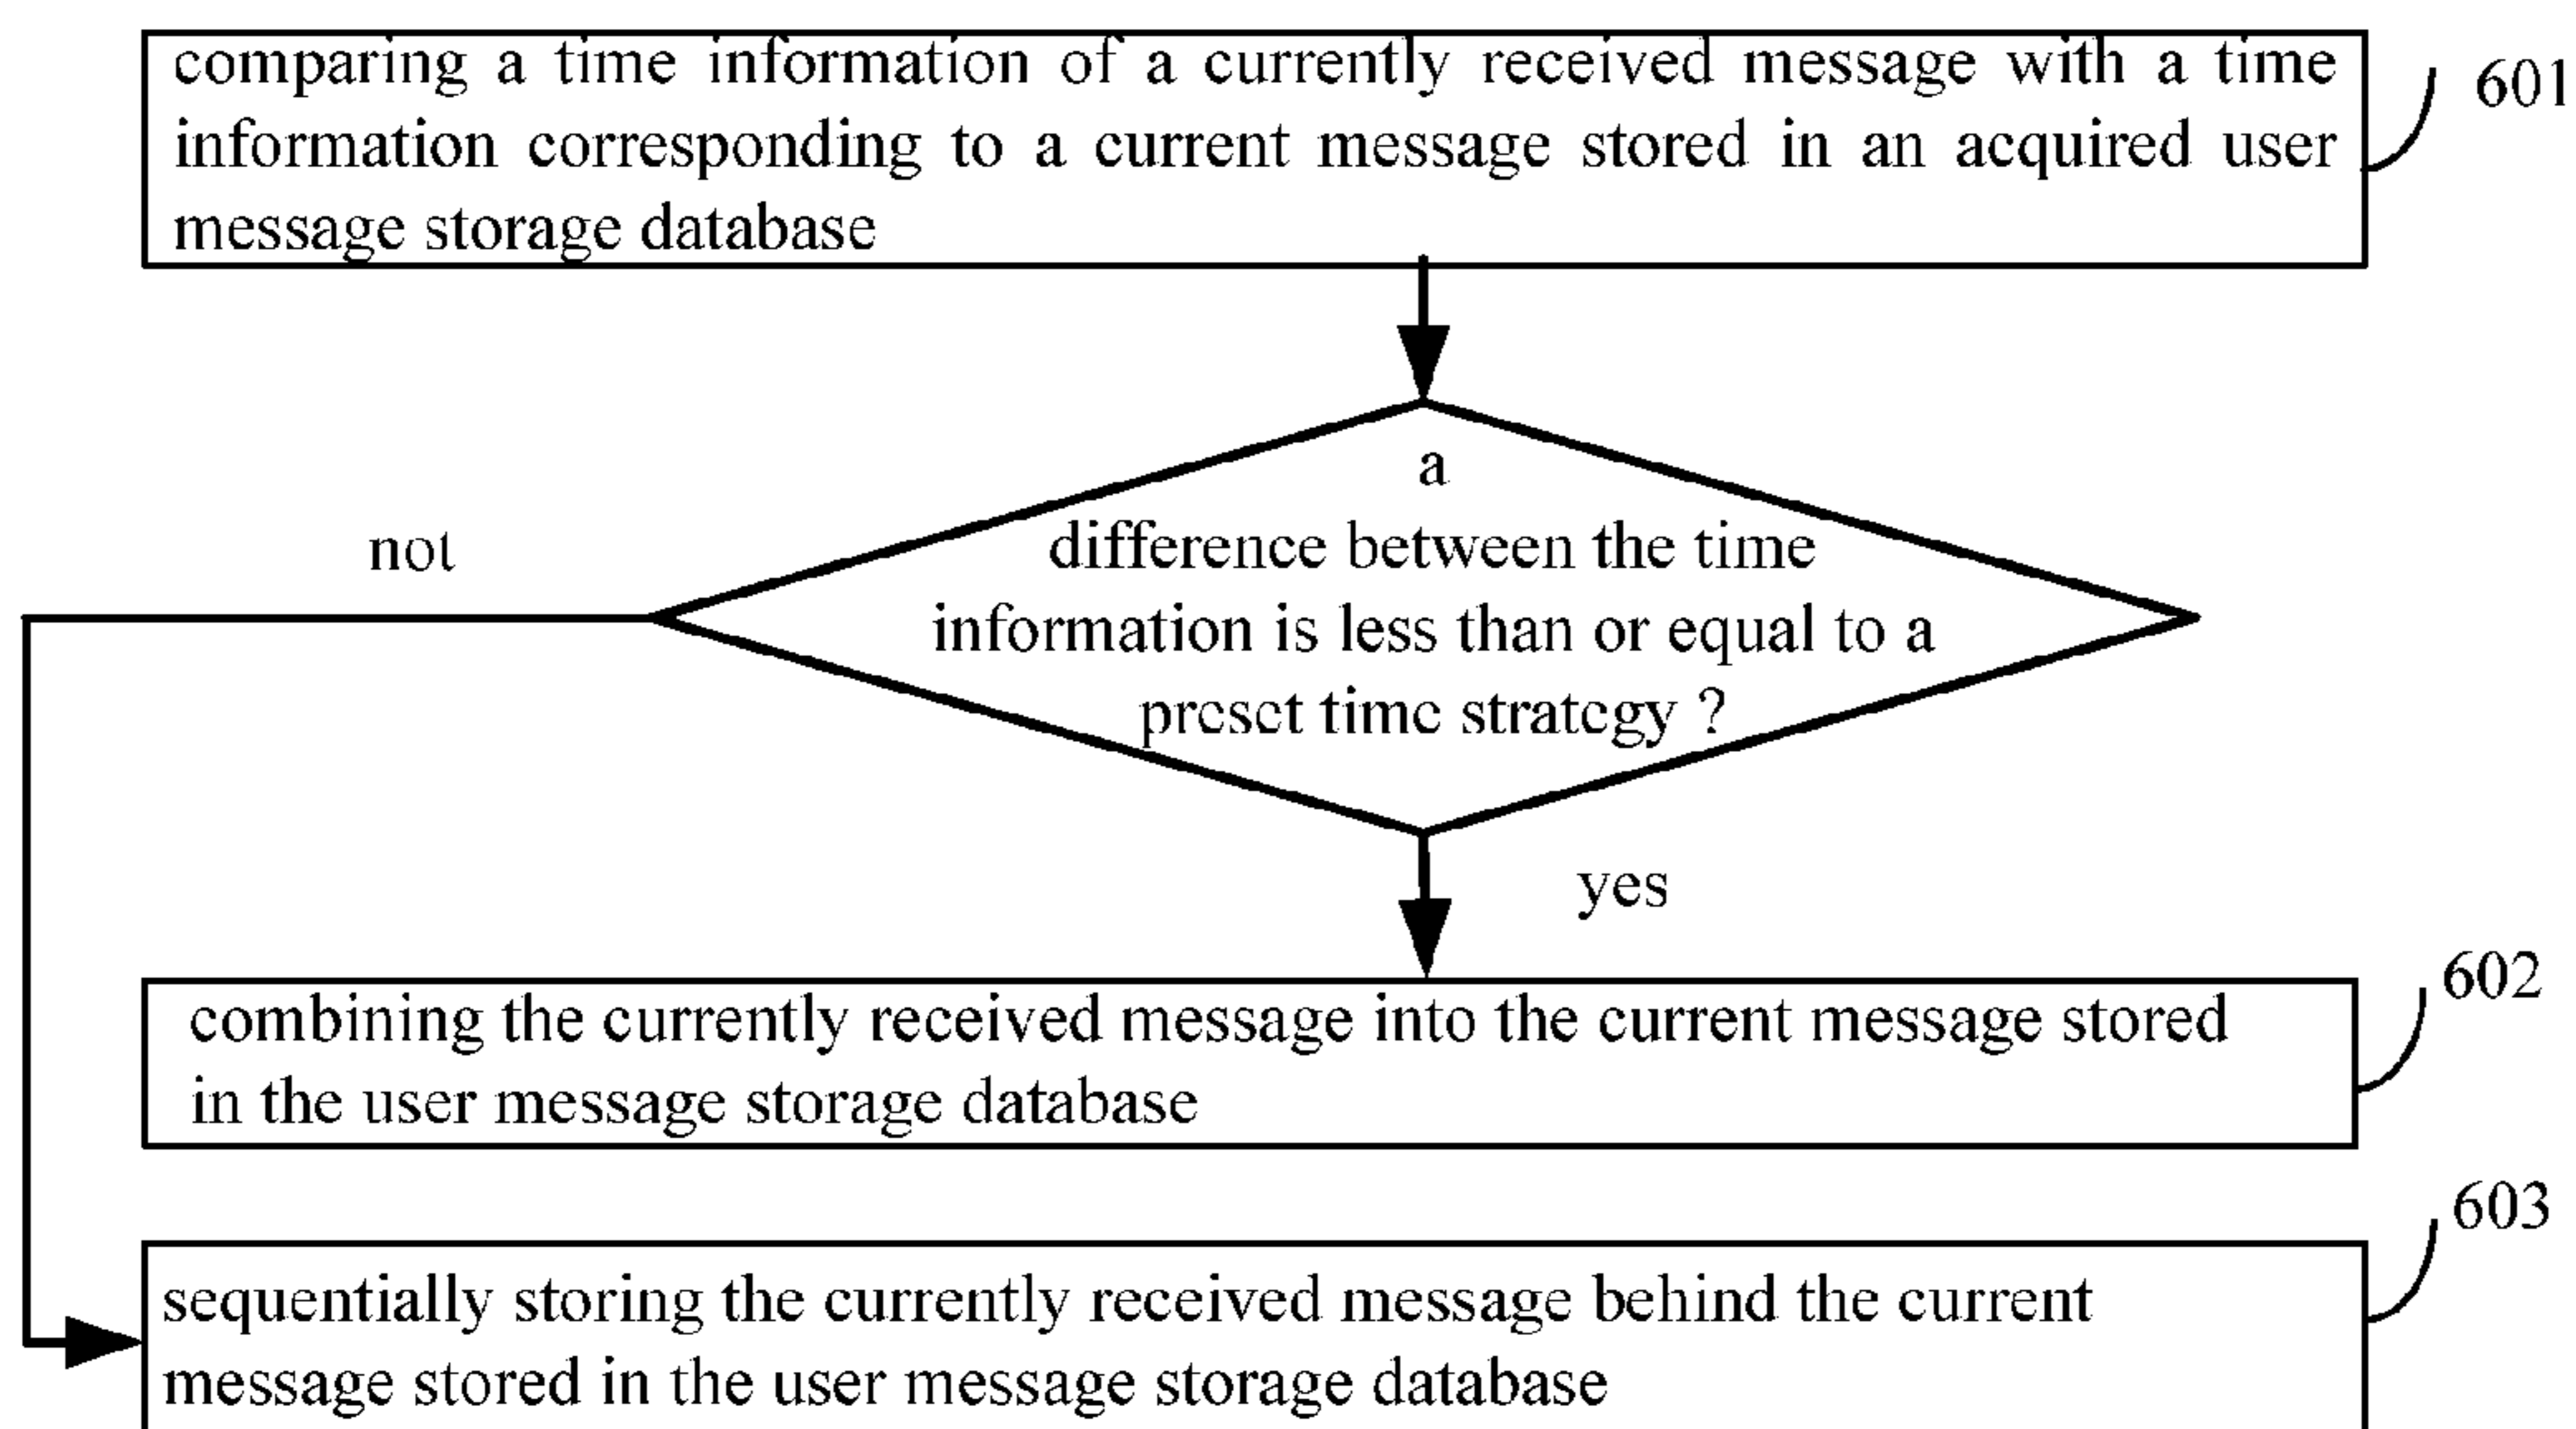 comparing a time information of a currently received message with a time
601
information corresponding to a current message stored in an acquired user
message storage database
a
difference between the time
not
information is less than or equal to a
preset time strategy ?
yes
602
combining the currently received message into the current message stored
in the user message storage database
603
sequentially storing the currently received message behind the current
message stored in the user message storage database